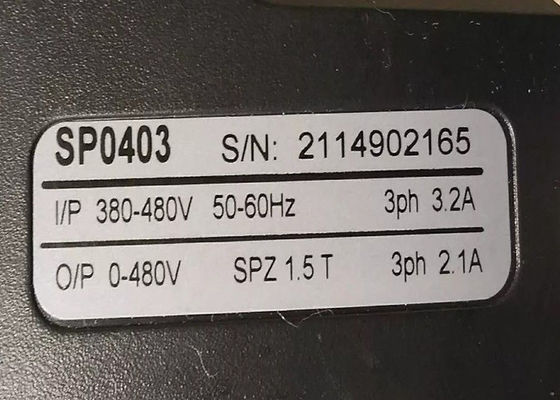 SP0403 S/N: 2114902165
I/P 380-480V 50-60Hz 3ph 3.2A
O/P 0-480V SPZ 1.5 T 3ph 2.1A